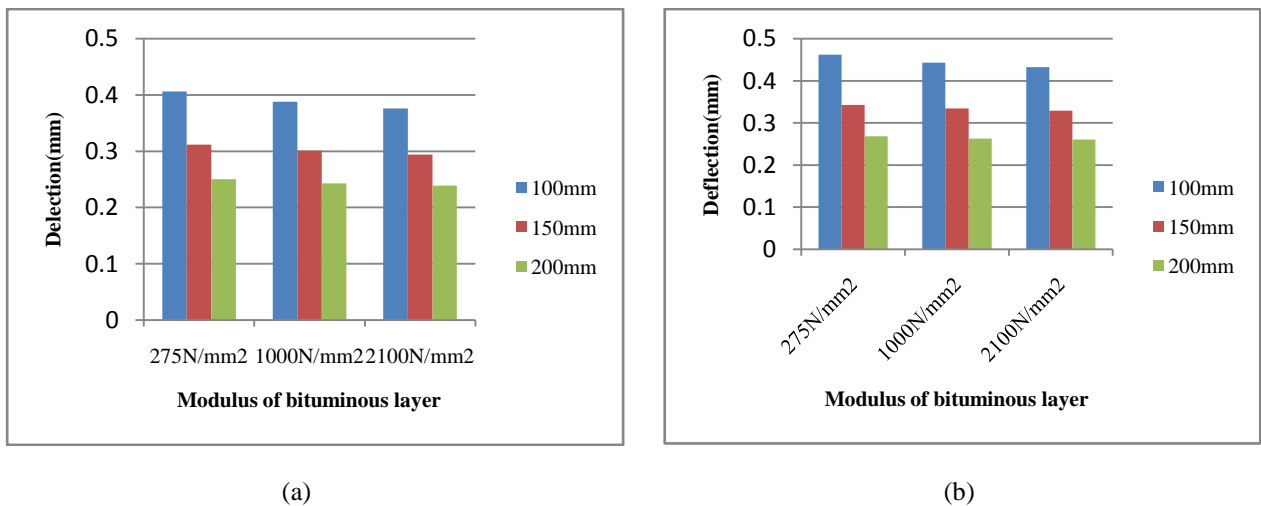 0.5
0.4
0.3
0.2
0.1
0
Delection(mm)
275N/mm2 1000N/mm2 2100N/mm2
Modulus of bituminous layer
100mm
150mm
200mm
(a)
0.5
0.4
0.3
0.2
0.1
0
Deflection(mm)
275N/mm2
1000N/mm2
2100N/mm2
Modulus of bituminous layer
100mm
150mm
200mm
(b)